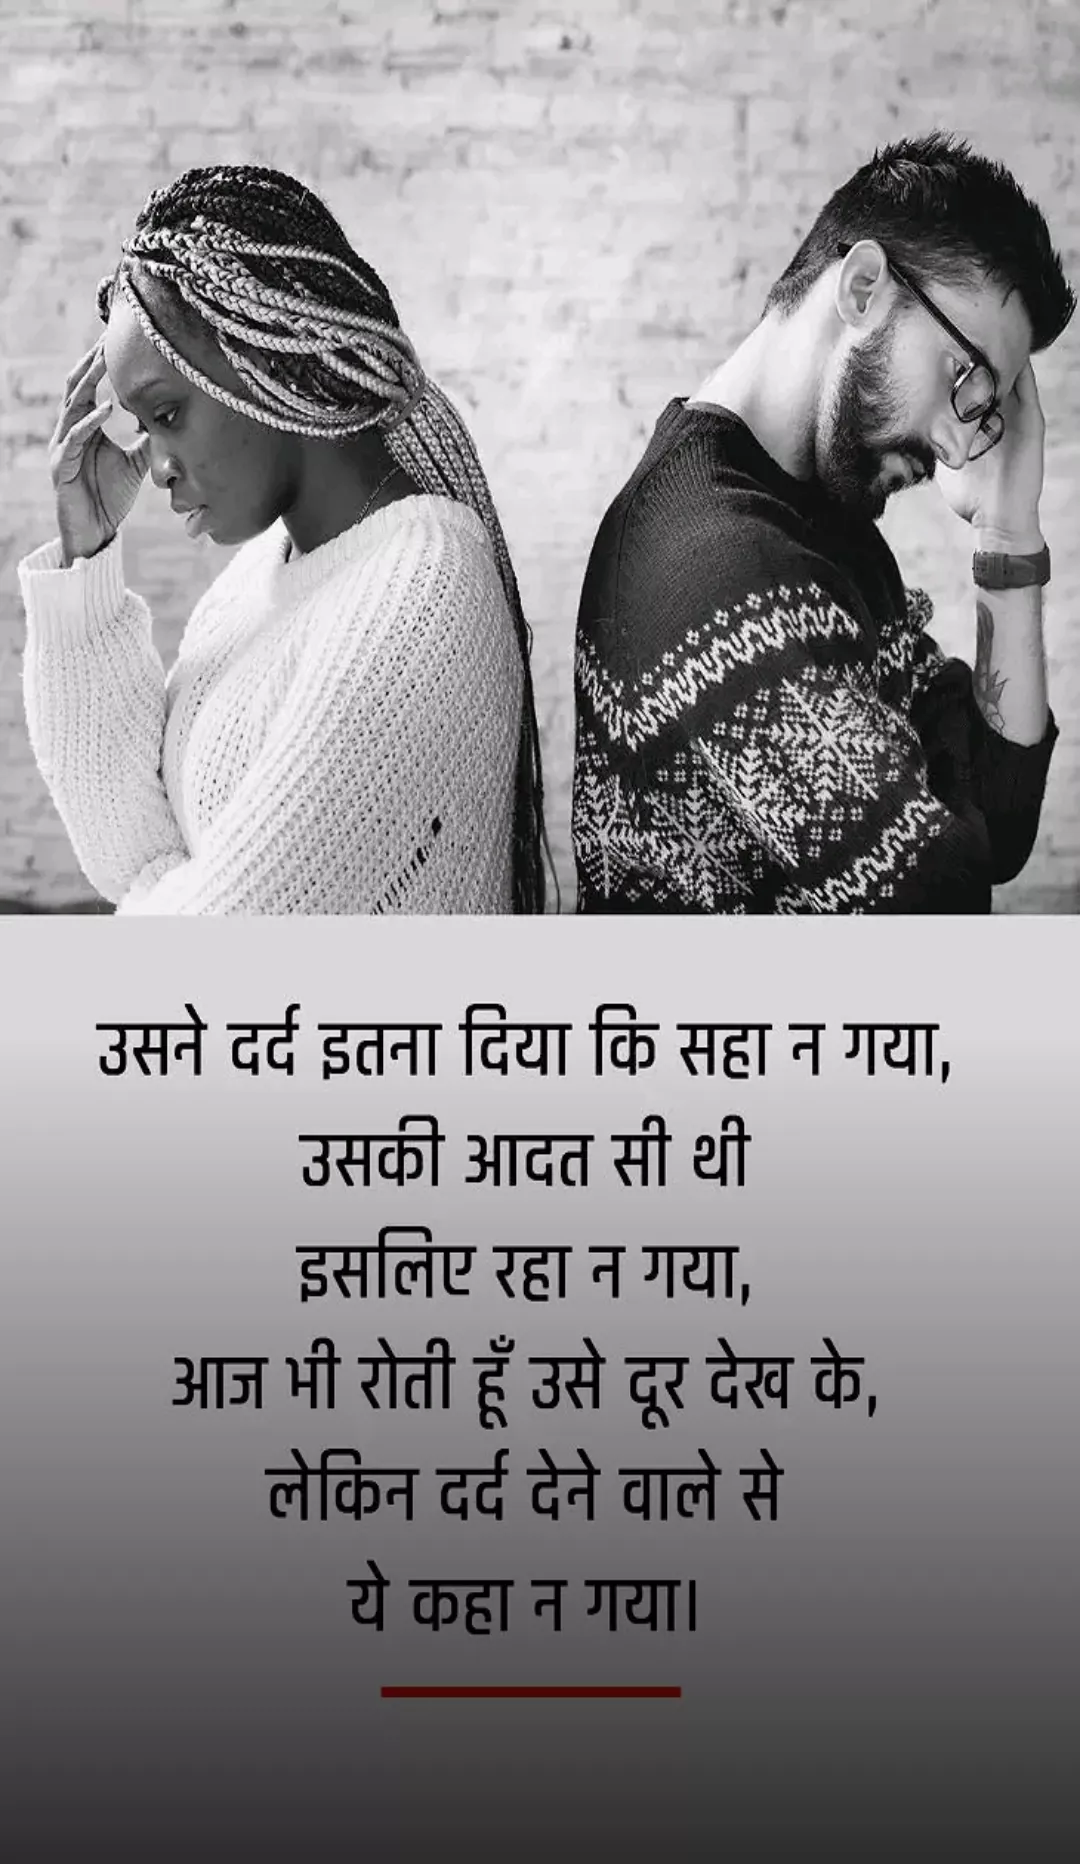 उसने दर्द इतना दिया कि सहा न गया,
उसकी आदत सी थी
इसलिए रहा न गया,
आज भी रोती हूँ उसे दूर देख के,
लेकिन दर्द देने वाले से
ये कहा न गया।